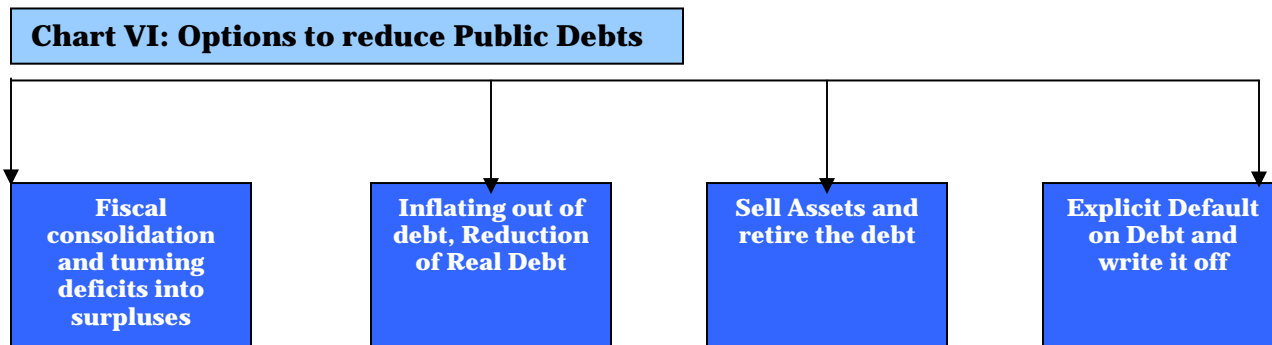 Chart VI: Options to reduce Public Debts
Fiscal
consolidation
and turning
deficits into
surpluses
Inflating out of
debt, Reduction
of Real Debt
Sell Assets and
retire the debt
Explicit Default
on Debt and
write it off